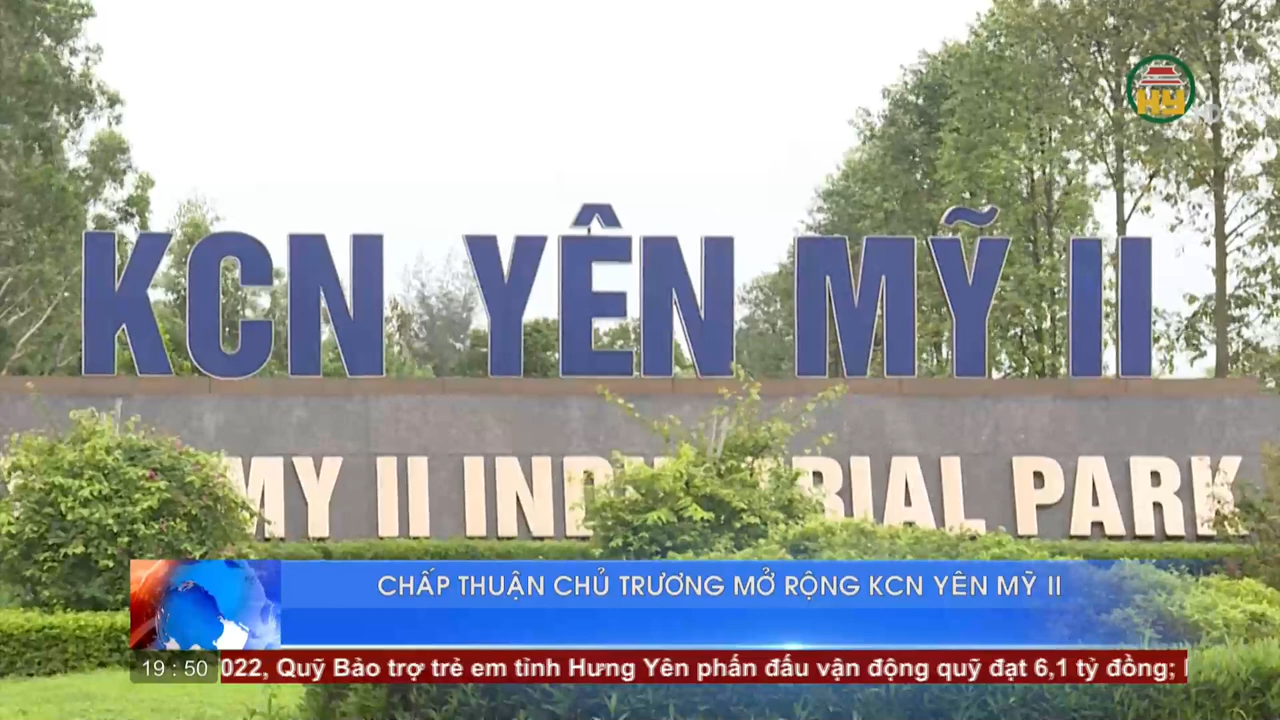 HY
HD
KCN YÊN MỸ II
MY II INDUSTRIAL PARK
CHẤP THUẬN CHỦ TRƯƠNG MỞ RỘNG KCN YÊN MỸ II
19 : 50
022, Quỹ Bảo trợ trẻ em tỉnh Hưng Yên phấn đấu vận động quỹ đạt 6,1 tỷ đồng;